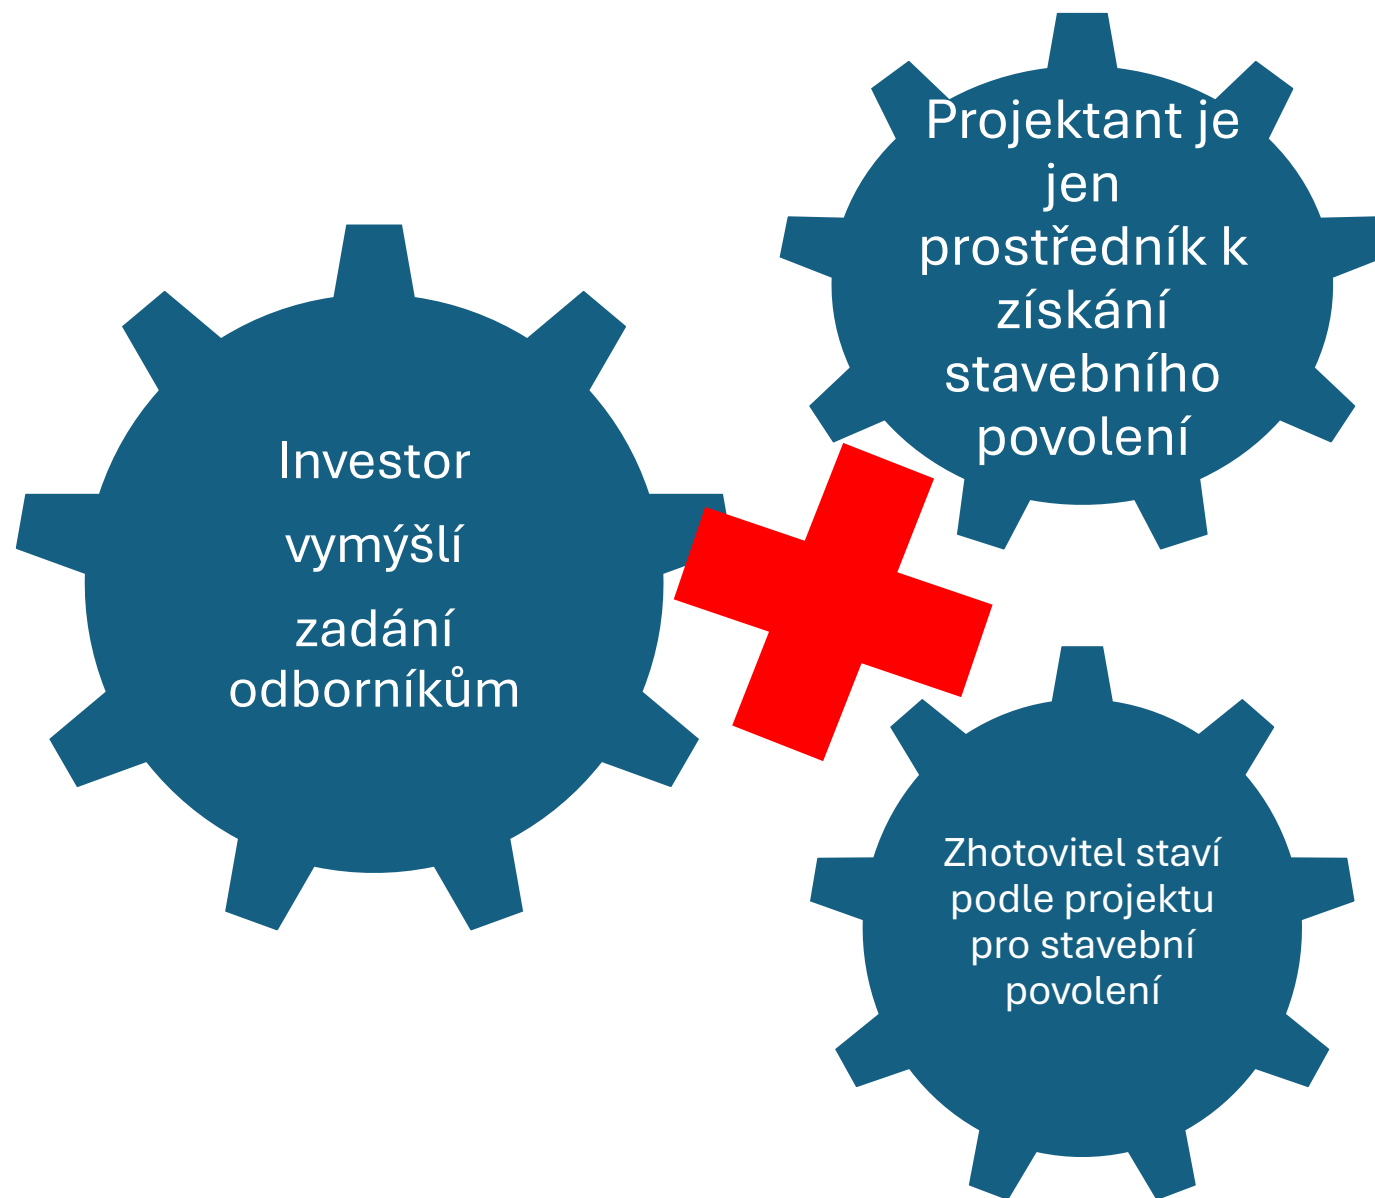 Investor
vymýšlí
zadání
odborníkům
Projektant je
jen
prostředník k
získání
stavebního
povolení
Zhotovitel staví
podle projektu
pro stavební
povolení